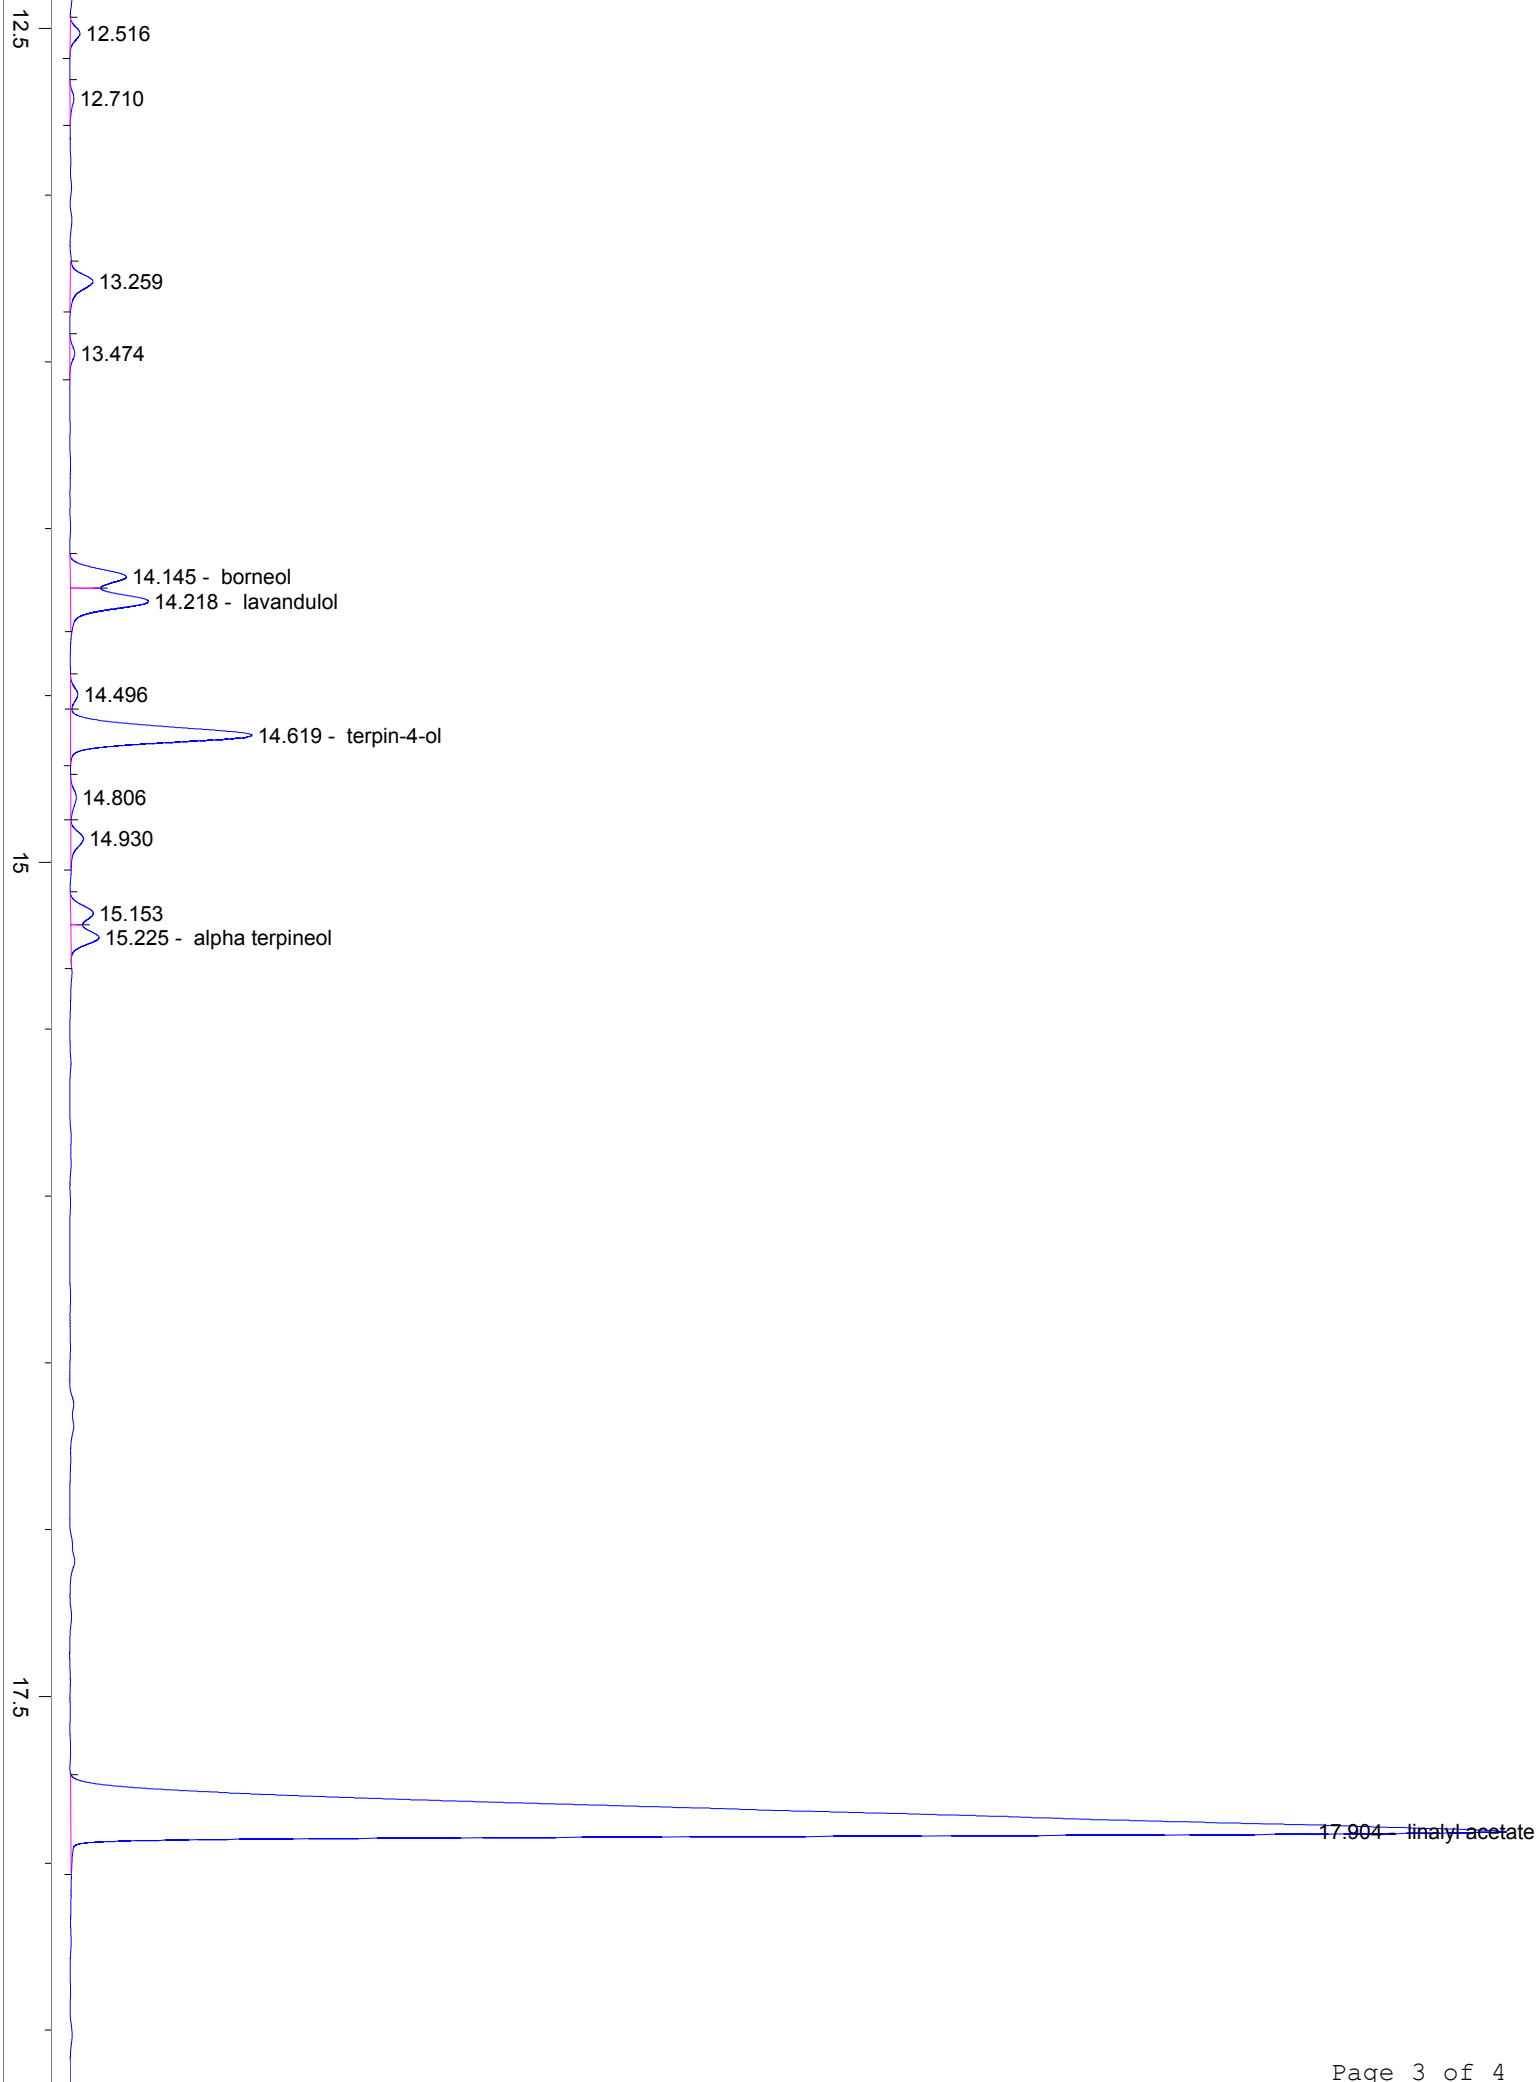 12.5
12.516
12.710
13.259
13.474
14.145 - borneol
14.218 - lavandulol
14.496
14.619 - terpin-4-ol
14.806
14.930
15
15.153
15.225 - alpha terpineol
17.5
17.904 - linalyl acetate
Page 3 of 4